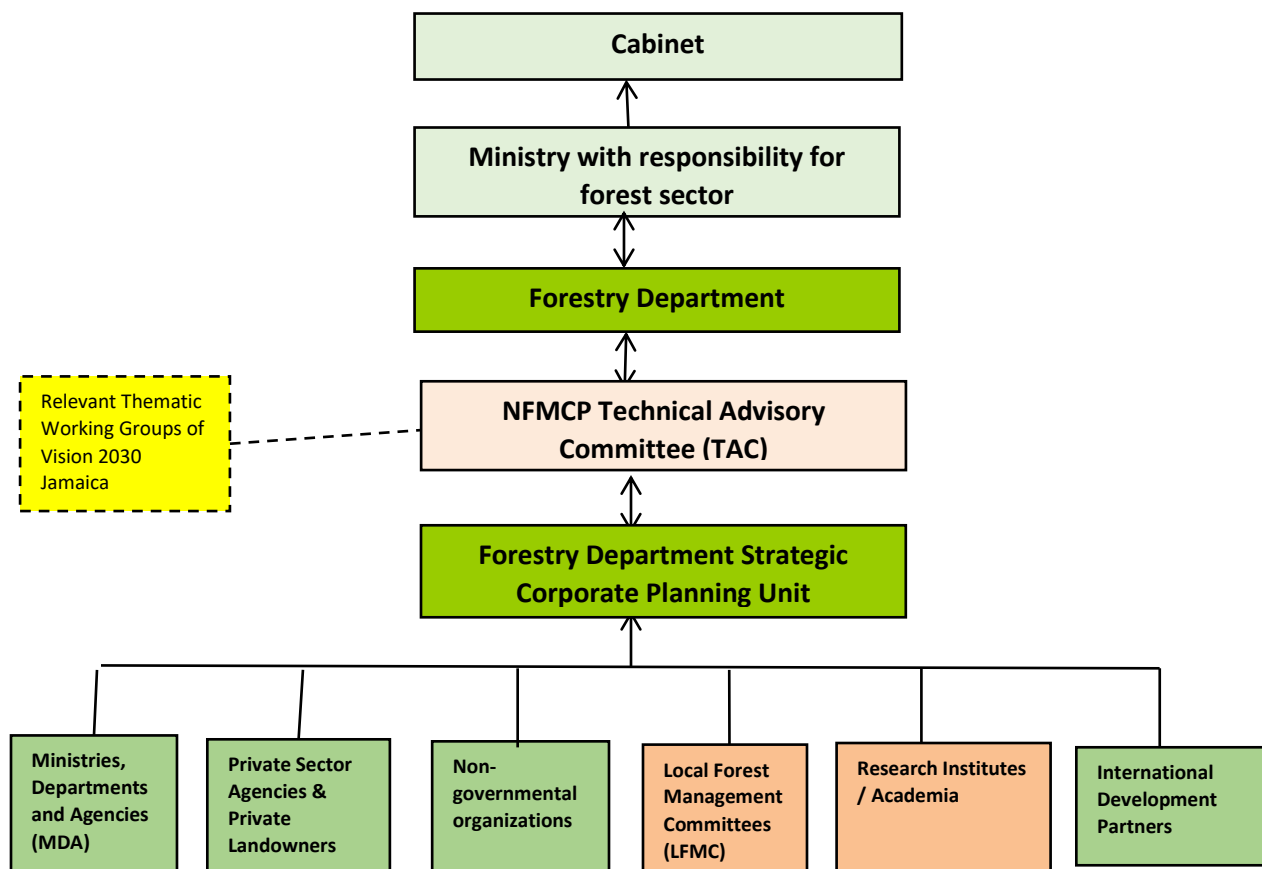 Cabinet
Ministry with responsibility for
forest sector
Forestry Department
Relevant Thematic
Working Groups of
Vision 2030
Jamaica
NFMCP Technical Advisory
Committee (TAC)
Forestry Department Strategic
Corporate Planning Unit
Ministries,
Departments
and Agencies
(MDA)
Private Sector
Agencies &
Private
Landowners
Non-
governmental
organizations
Local Forest
Management
Committees
(LFMC)
Research Institutes
/ Academia
International
Development
Partners